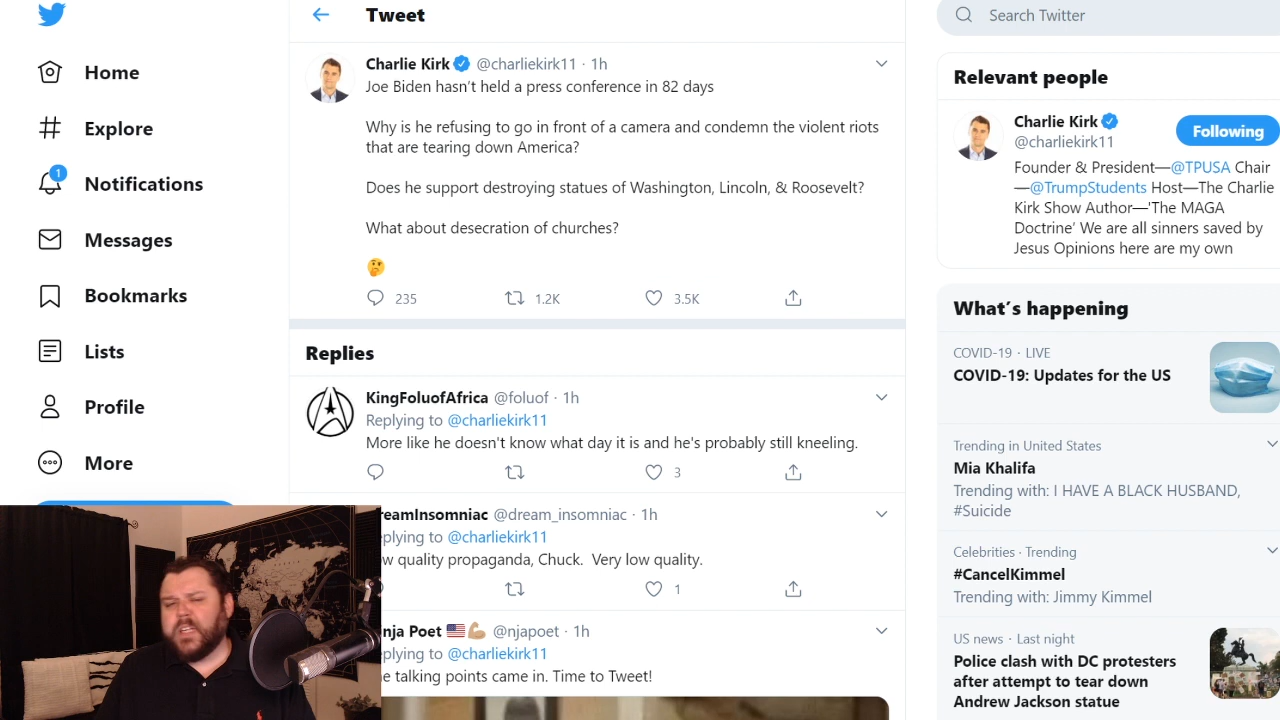 Home
Explore
1
Notifications
Messages
Bookmarks
Lists
Profile
More
Tweet
Charlie Kirk @charliekirk11 · 1h
Joe Biden hasn't held a press conference in 82 days
Why is he refusing to go in front of a camera and condemn the violent riots
that are tearing down America?
Does he support destroying statues of Washington, Lincoln, & Roosevelt?
What about desecration of churches?
🤔
235 1.2K 3.5K
Replies
KingFoluofAfrica @foluof · 1h
Replying to @charliekirk11
More like he doesn't know what day it is and he's probably still kneeling.
3
reamInsomniac @dream_insomniac · 1h
plying to @charliekirk11
w quality propaganda, Chuck. Very low quality.
1
nja Poet 🇺🇸💪🏼 @njapoet · 1h
plying to @charliekirk11
e talking points came in. Time to Tweet!
Search Twitter
Relevant people
Charlie Kirk
@charliekirk11
Following
Founder & President—@TPUSA Chair
—@TrumpStudents Host—The Charlie
Kirk Show Author—'The MAGA
Doctrine' We are all sinners saved by
Jesus Opinions here are my own
What's happening
COVID-19 · LIVE
COVID-19: Updates for the US
Trending in United States
Mia Khalifa
Trending with: I HAVE A BLACK HUSBAND,
#Suicide
Celebrities · Trending
#CancelKimmel
Trending with: Jimmy Kimmel
US news · Last night
Police clash with DC protesters
after attempt to tear down
Andrew Jackson statue